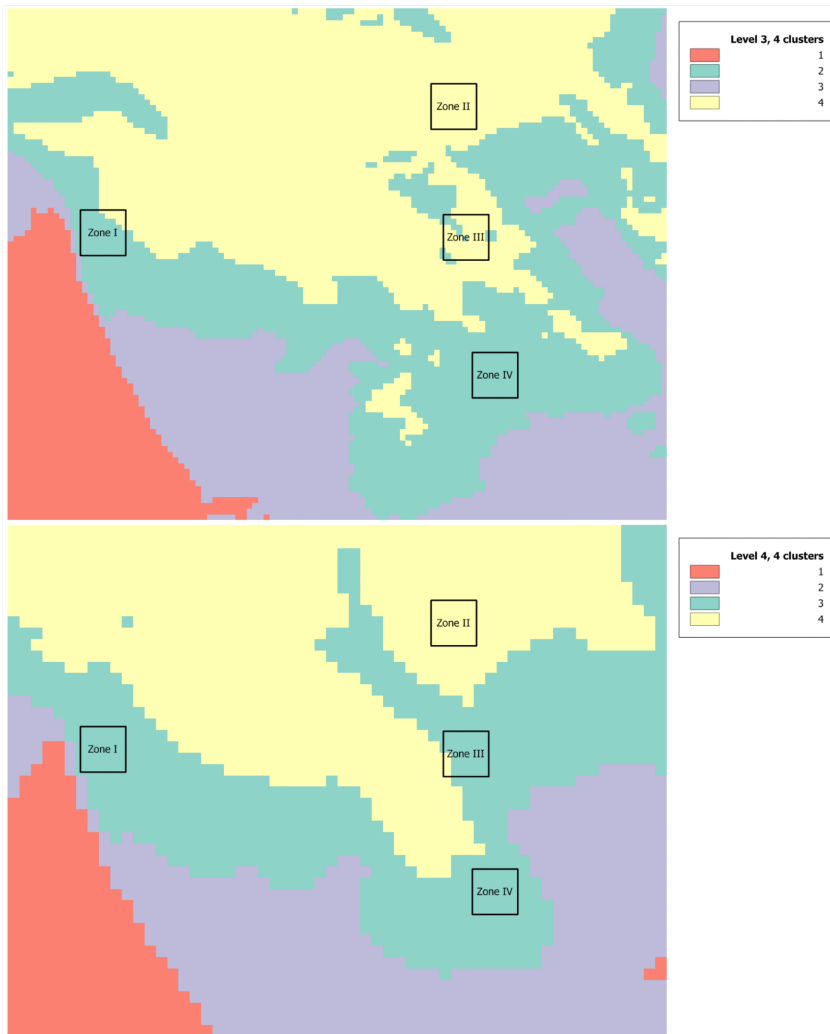 Level 3, 4 clusters
1
2
3
4
Zone II
Zone I
Zone III
Zone IV
Level 4, 4 clusters
1
2
3
4
Zone II
Zone I
Zone III
Zone IV